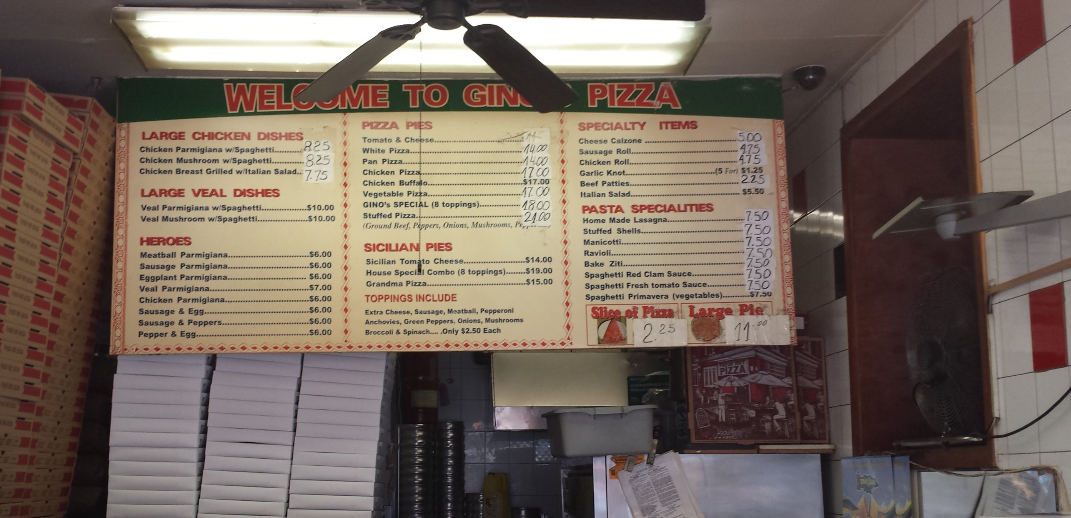 WELCOME TO GINO'S PIZZA
LARGE CHICKEN DISHES
Chicken Parmigiana w/Spaghetti 8.25
Chicken Mushroom w/Spaghetti 8.25
Chicken Breast Grilled w/Italian Salad 7.75
LARGE VEAL DISHES
Veal Parmigiana w/Spaghetti $10.00
Veal Mushroom w/Spaghetti $10.00
HEROES
Meatball Parmigiana $6.00
Sausage Parmigiana $6.00
Eggplant Parmigiana $6.00
Veal Parmigiana $7.00
Chicken Parmigiana $6.00
Sausage & Egg $6.00
Sausage & Peppers $6.00
Pepper & Egg $6.00
PIZZA PIES
Tomato & Cheese
White Pizza 14.00
Pan Pizza 14.00
Chicken Pizza 17.00
Chicken Buffalo $17.00
Vegetable Pizza 17.00
GINO's SPECIAL (8 toppings) 18.00
Stuffed Pizza 21.00
(Ground Beef, Peppers, Onions, Mushrooms,
SICILIAN PIES
Sicilian Tomato Cheese $14.00
House Special Combo (8 toppings) $19.00
Grandma Pizza $15.00
TOPPINGS INCLUDE
Extra Cheese, Sausage, Meatball, Pepperoni
Anchovies, Green Peppers, Onions, Mushrooms
Broccoli & Spinach.....Only $2.50 Each
SPECIALTY ITEMS
Cheese Calzone 5.00
Sausage Roll 4.75
Chicken Roll 4.75
Garlic Knot (5 For) $1.25
Beef Patties 2.25
Italian Salad $5.50
PASTA SPECIALITIES
Home Made Lasagna 7.50
Stuffed Shells 7.50
Manicotti 7.50
Ravioli 7.50
Bake Ziti 7.50
Spaghetti Red Clam Sauce 7.50
Spaghetti Fresh tomato Sauce 7.50
Spaghetti Primavera (vegetables) $7.50
Slice of Pizza 2.25
Large Pie 11.00
PIZZA